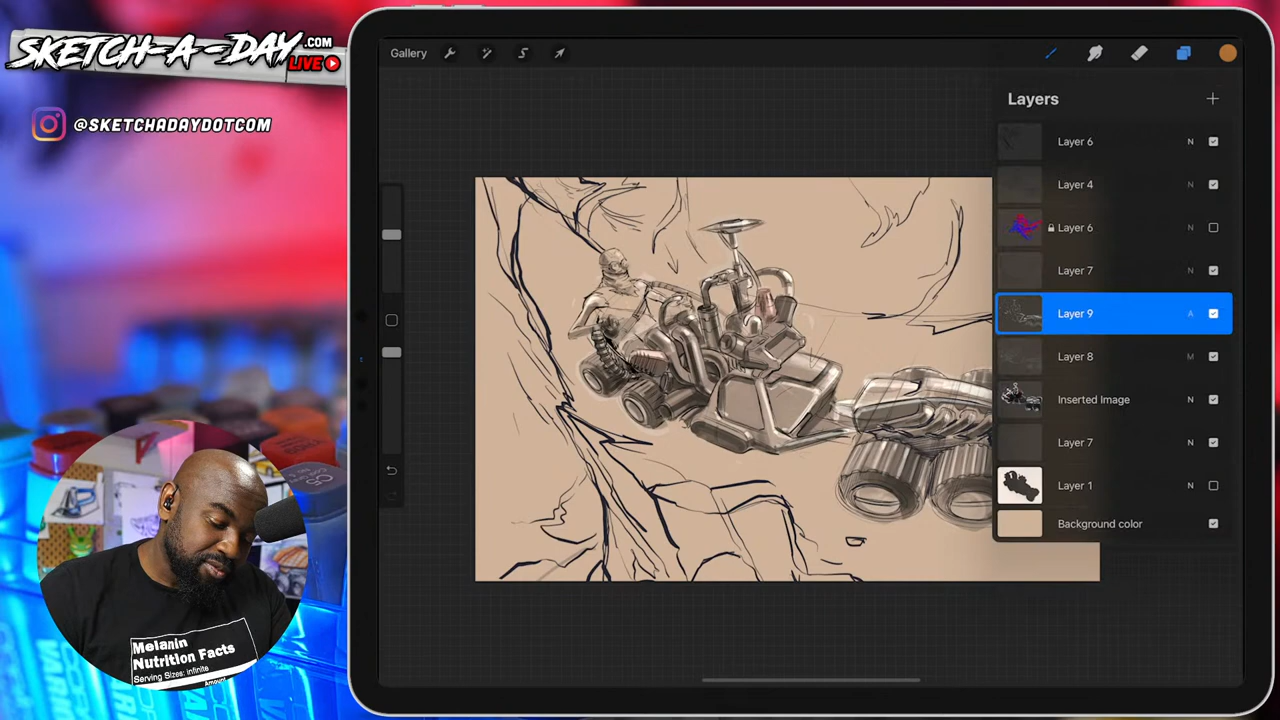 SKETCH-A-DAY.COM
LIVE
@SKETCHADAYDOTCOM
Gallery
Layers
Layer 6 N
Layer 4 N
Layer 6 N
Layer 7 N
Layer 9 A
Layer 8 M
Inserted Image N
Layer 7 N
Layer 1 N
Background color
Melanin
Nutrition Facts
Serving Sizes: infinite
Amount